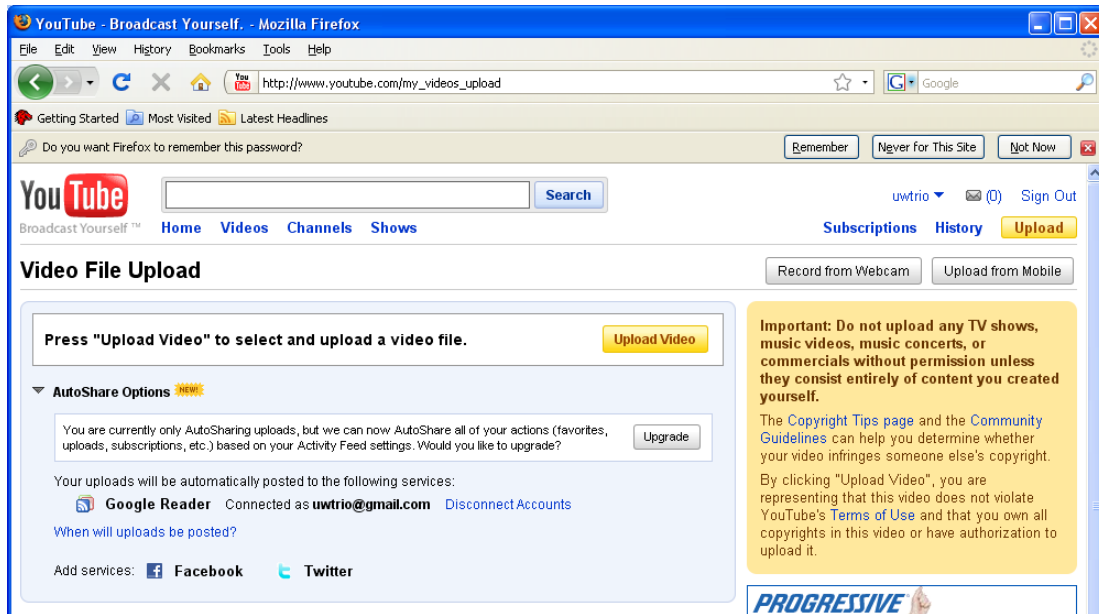 YouTube - Broadcast Yourself. - Mozilla Firefox
File Edit View History Bookmarks Tools Help
You Tube http://www.youtube.com/my_videos_upload G Google
Getting Started Most Visited Latest Headlines
Do you want Firefox to remember this password? Remember Never for This Site Not Now
You Tube Search uwtrio (0) Sign Out
Broadcast Yourself ™ Home Videos Channels Shows Subscriptions History Upload
Video File Upload Record from Webcam Upload from Mobile
Press "Upload Video" to select and upload a video file. Upload Video
AutoShare Options NEW!
You are currently only AutoSharing uploads, but we can now AutoShare all of your actions (favorites,
uploads, subscriptions, etc.) based on your Activity Feed settings. Would you like to upgrade? Upgrade
Your uploads will be automatically posted to the following services:
Google Reader Connected as uwtrio@gmail.com Disconnect Accounts
When will uploads be posted?
Add services: Facebook Twitter
Important: Do not upload any TV shows,
music videos, music concerts, or
commercials without permission unless
they consist entirely of content you created
yourself.
The Copyright Tips page and the Community
Guidelines can help you determine whether
your video infringes someone else's copyright.
By clicking "Upload Video", you are
representing that this video does not violate
YouTube's Terms of Use and that you own all
copyrights in this video or have authorization to
upload it.
PROGRESSIVE